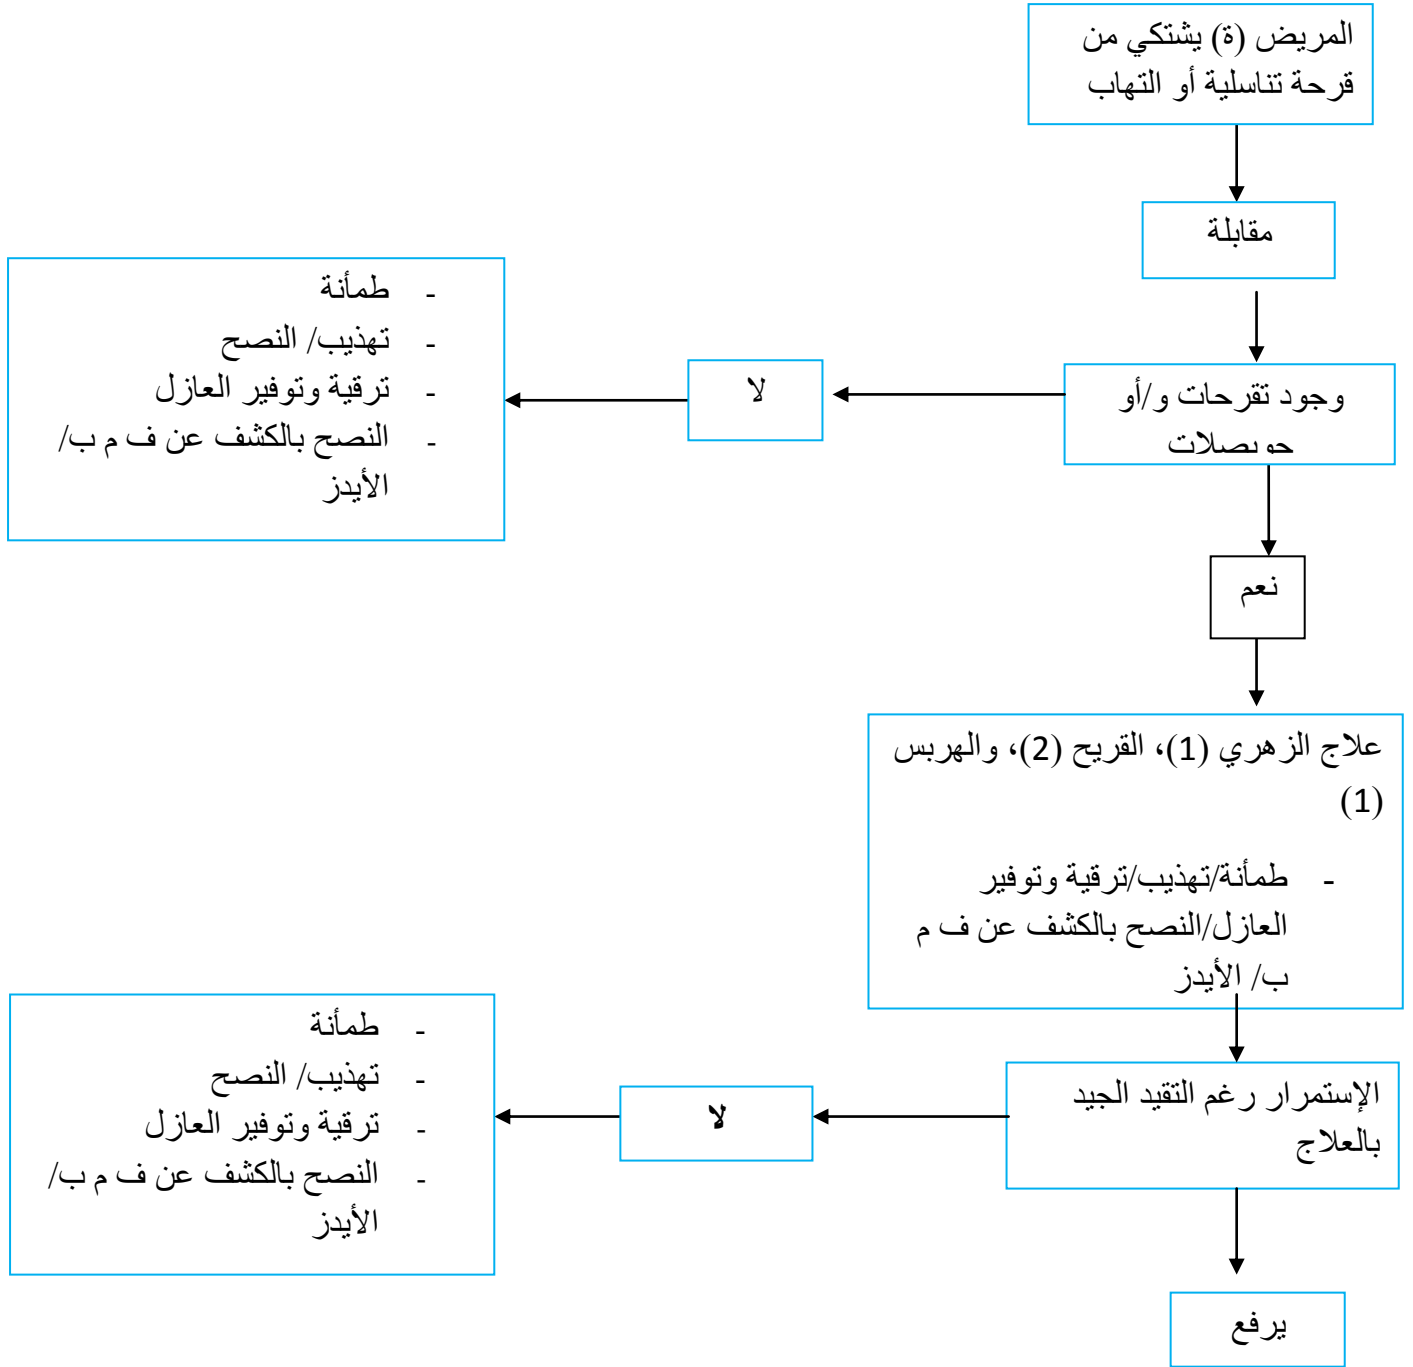 المريض (ة) يشتكي من
قرحة تناسلية أو التهاب
مقابلة
وجود تقرحات و/أو
حويصلات
لا
- طمأنة
- تهذيب/ النصح
- ترقية وتوفير العازل
- النصح بالكشف عن ف م ب/
الأيدز
نعم
علاج الزهري (1)، القريح (2)، والهربس
(1)
- طمأنة/تهذيب/ترقية وتوفير
العازل/النصح بالكشف عن ف م
ب/ الأيدز
الإستمرار رغم التقيد الجيد
بالعلاج
لا
- طمأنة
- تهذيب/ النصح
- ترقية وتوفير العازل
- النصح بالكشف عن ف م ب/
الأيدز
يرفع